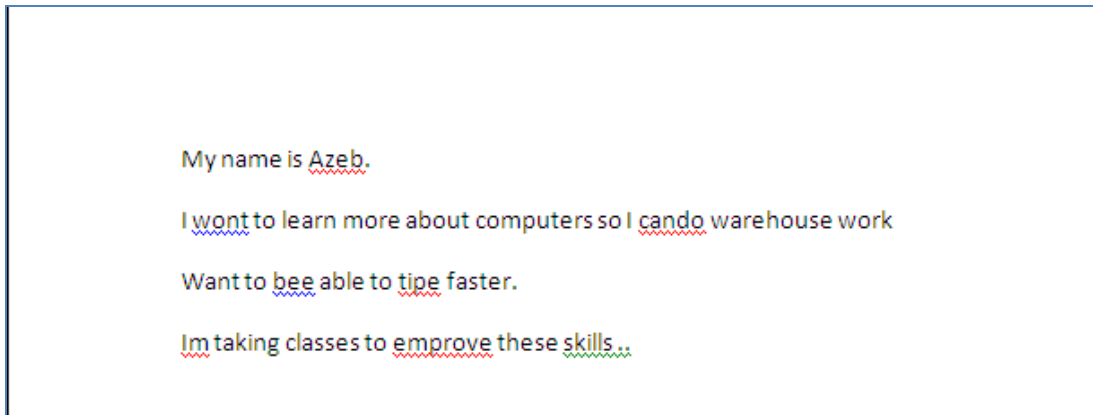 My name is Azeb.
I wont to learn more about computers so I cando warehouse work
Want to bee able to tipe faster.
Im taking classes to emprove these skills ..